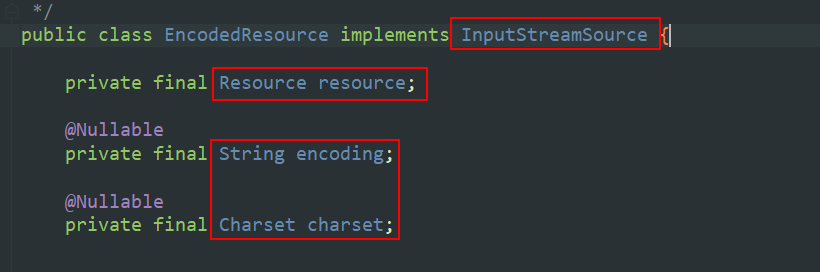 */
public class EncodedResource implements InputStreamSource {
private final Resource resource;
@Nullable
private final String encoding;
@Nullable
private final Charset charset;